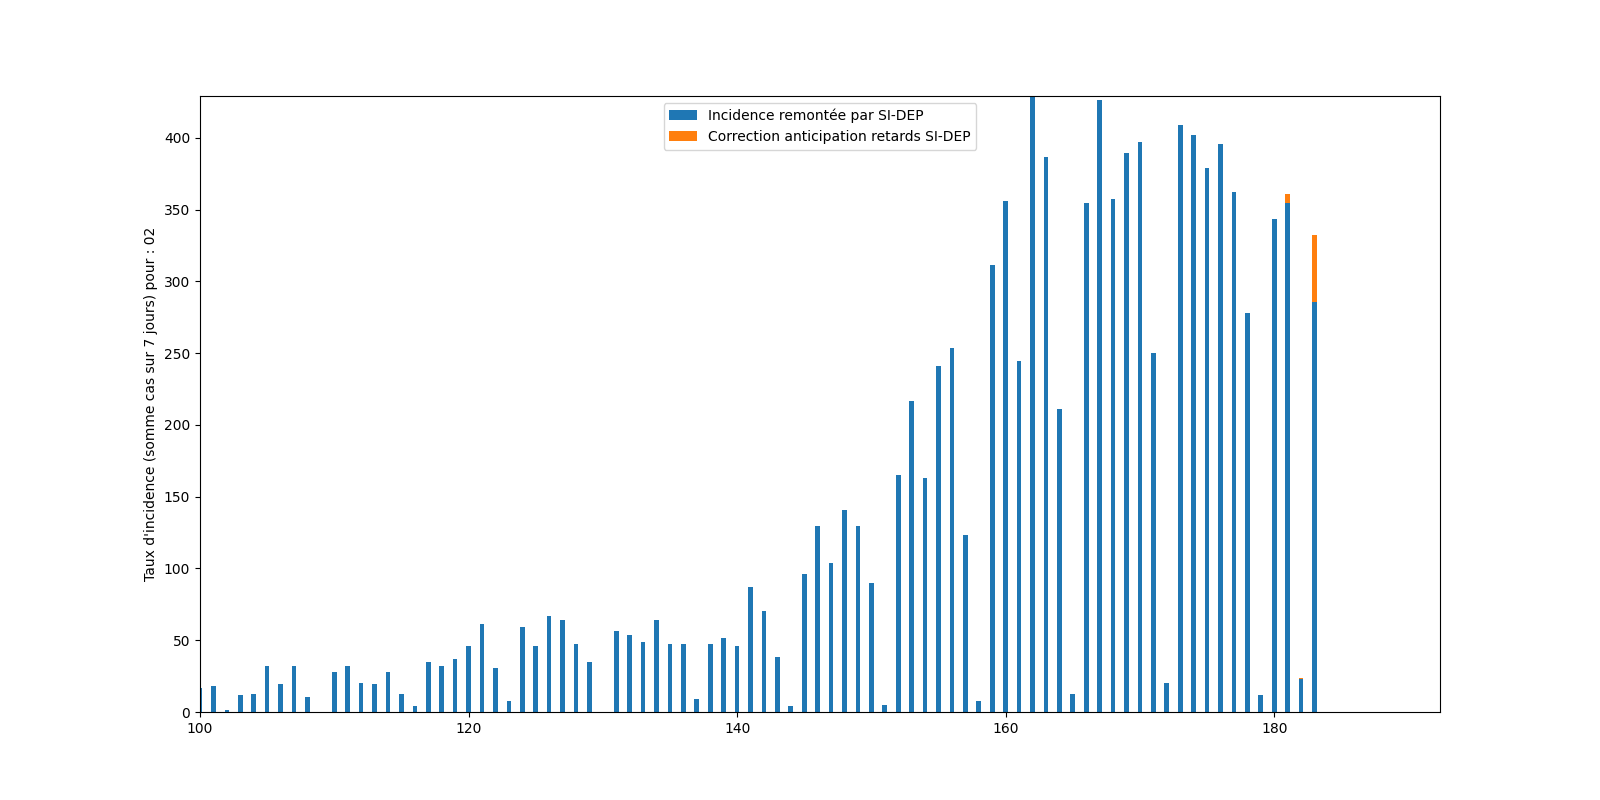 Incidence remontée par SI-DEP
Correction anticipation retards SI-DEP
Taux d'incidence (somme cas sur 7 jours) pour : 02
400
350
300
250
200
150
100
50
0
100 120 140 160 180